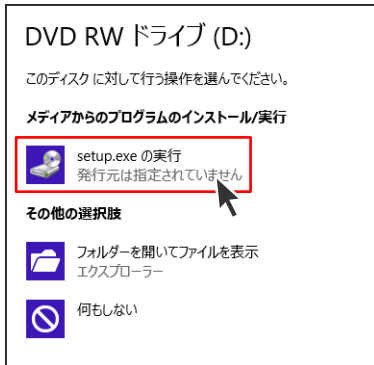 DVD RW ドライブ (D:)
このディスク に対して行う操作を選んでください。
メディアからのプログラムのインストール/実行
setup.exe の実行
発行元は指定されていません
その他の選択肢
フォルダーを開いてファイルを表示
エクスプローラー
何もしない